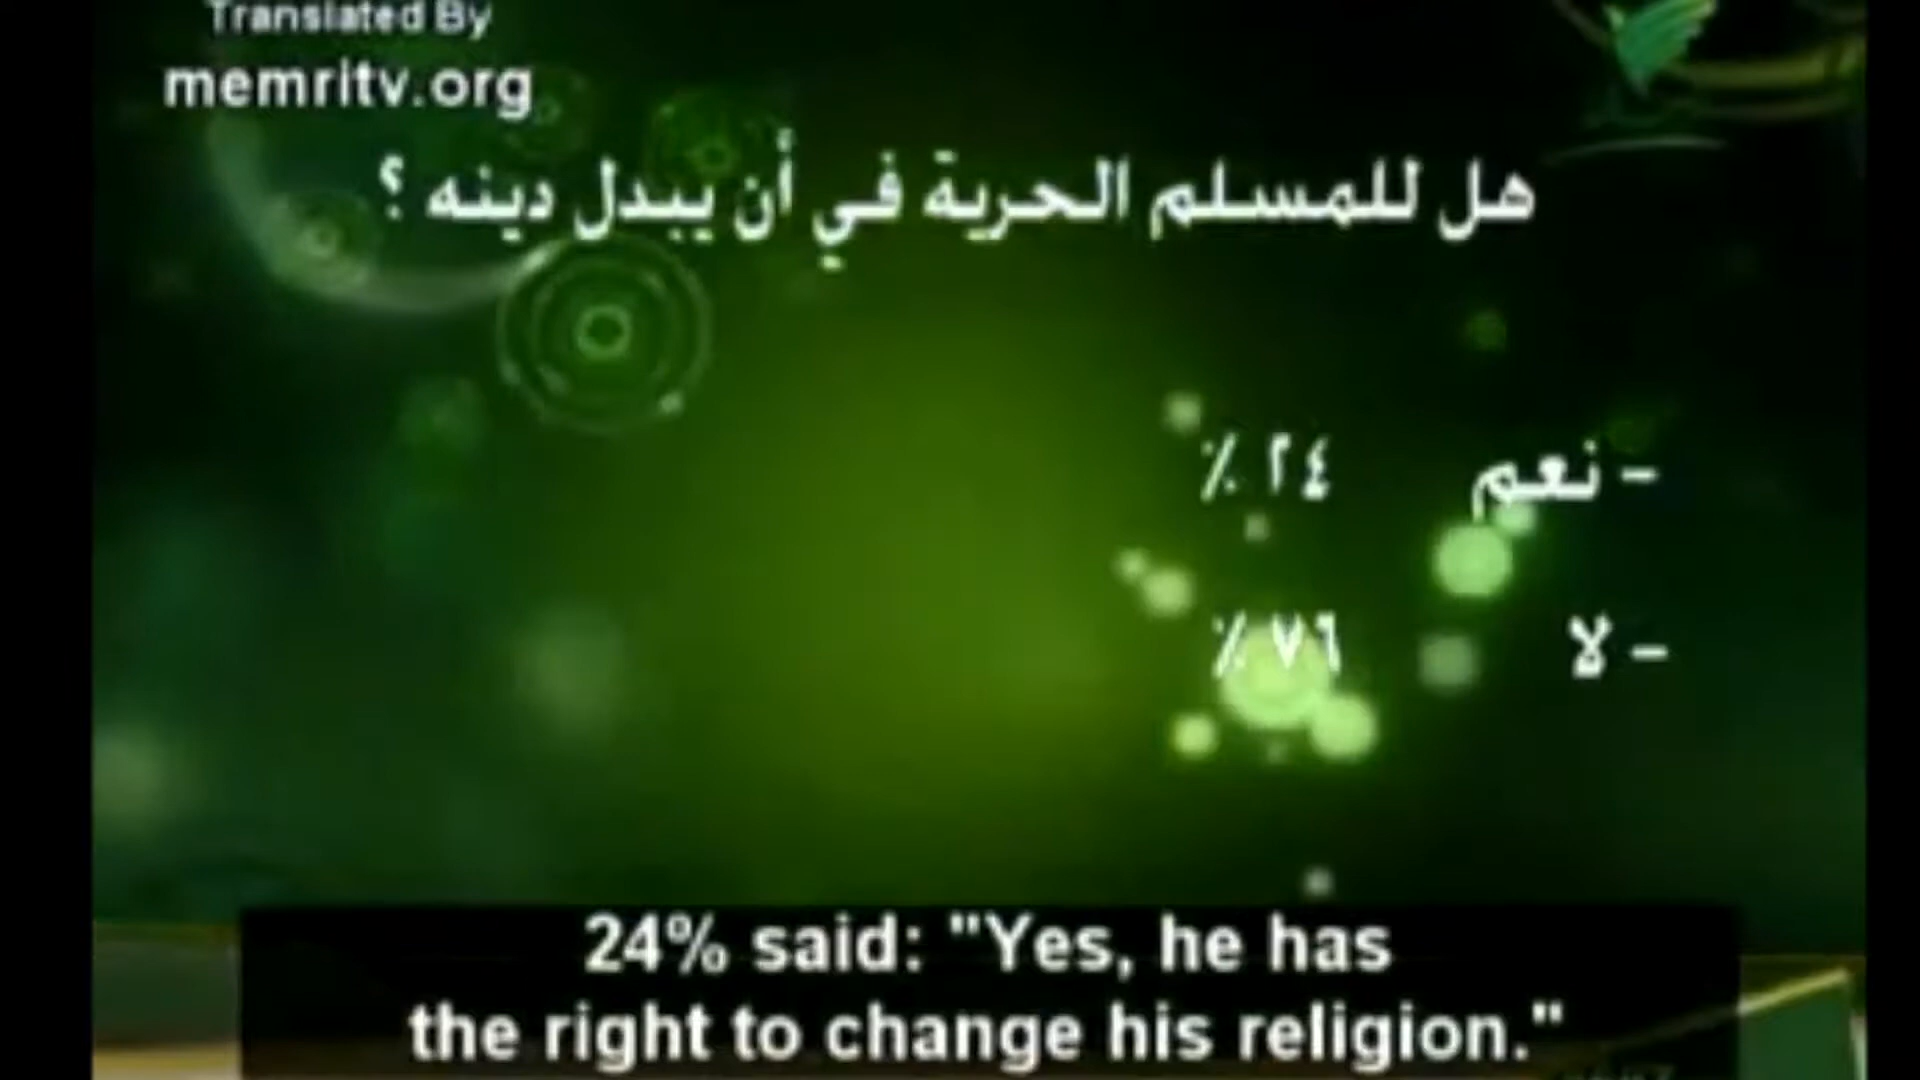 Translated By
memritv.org
هل للمسلم الحرية في أن يبدل دينه ؟
- نعم ٢٤ ٪
- لا ٧٦ ٪
24% said: "Yes, he has
the right to change his religion."